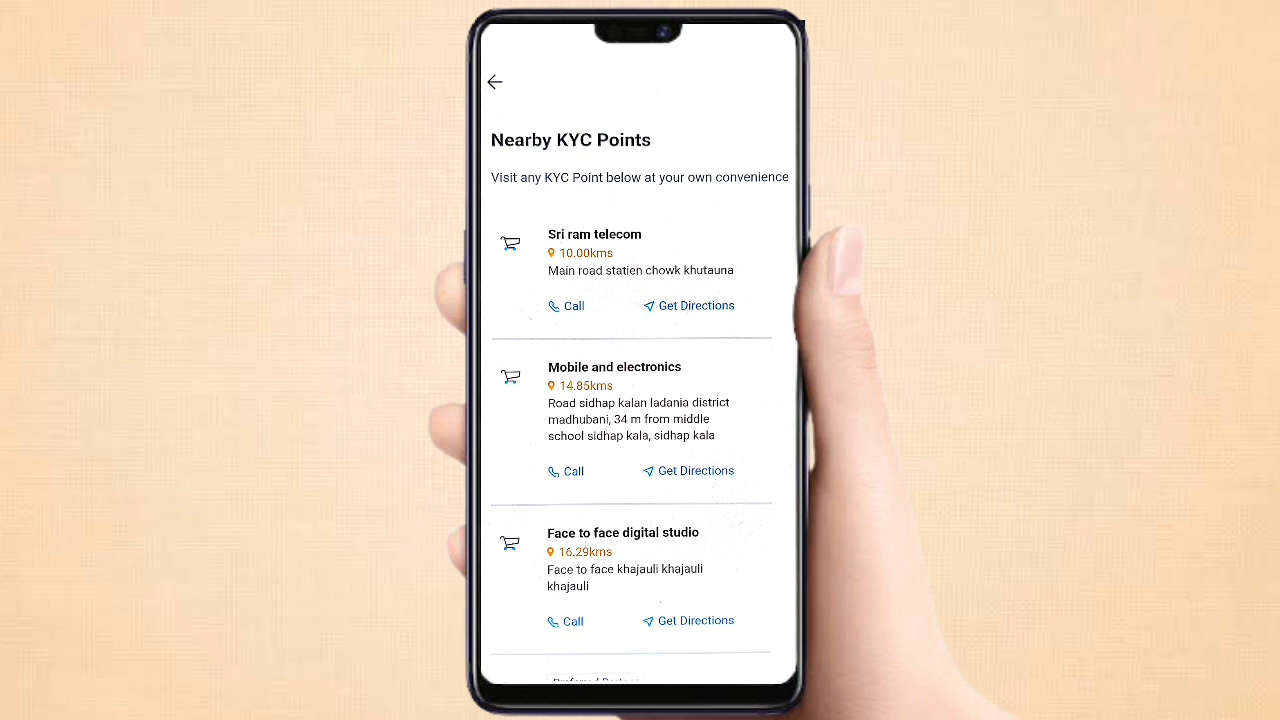 Nearby KYC Points
Visit any KYC Point below at your own convenience
Sri ram telecom
10.00kms
Main road statien chowk khutauna
Call
Get Directions
Mobile and electronics
14.85kms
Road sidhap kalan ladania district
madhubani, 34 m from middle
school sidhap kala, sidhap kala
Call
Get Directions
Face to face digital studio
16.29kms
Face to face khajauli khajauli
khajauli
Call
Get Directions